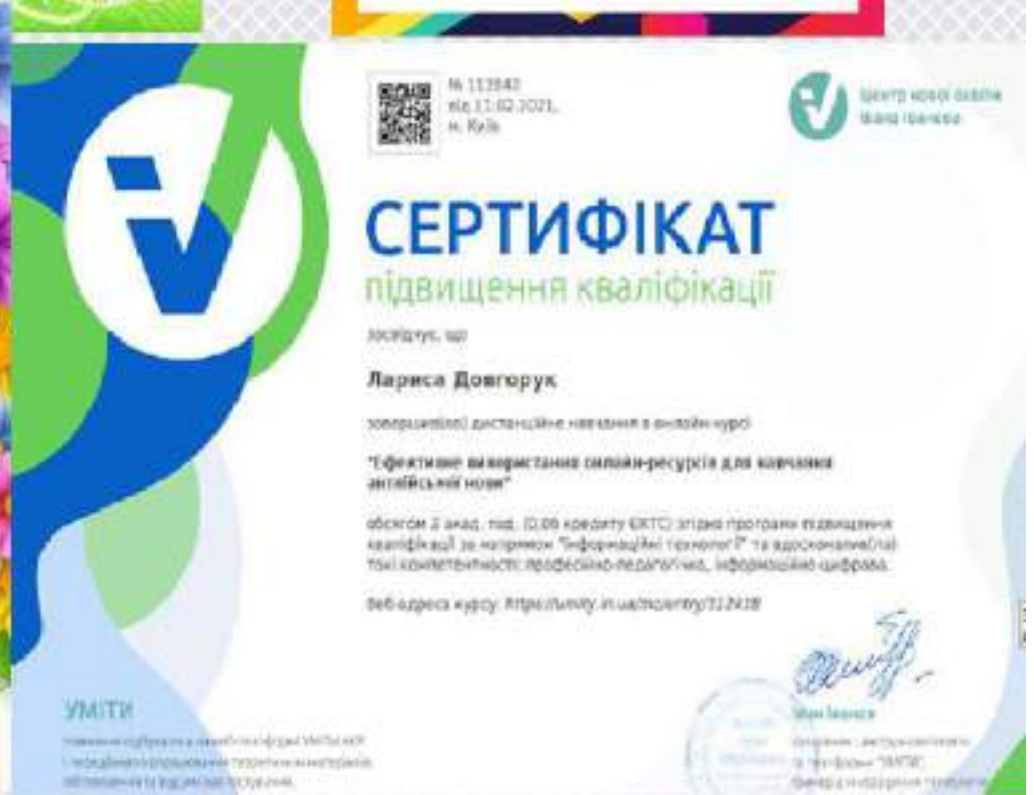 від 11.02.2021,
м. Київ
Центр нової освіти
Івана Іванова
СЕРТИФІКАТ
підвищення кваліфікації
засвідчує, що
Лариса Довгорук
завершив(ла) дистанційне навчання в онлайн-курсі
"Ефективне використання онлайн-ресурсів для навчання
англійської мови"
обсягом 2 акад. год. (0,06 кредиту ЄКТС) згідно програми підвищення
кваліфікації за напрямом "Інформаційні технології" та вдосконалив(ла)
такі компетентності: професійно-педагогічна, інформаційно-цифрова.
Веб-адреса курсу:
УМІТИ
Іван Іванов